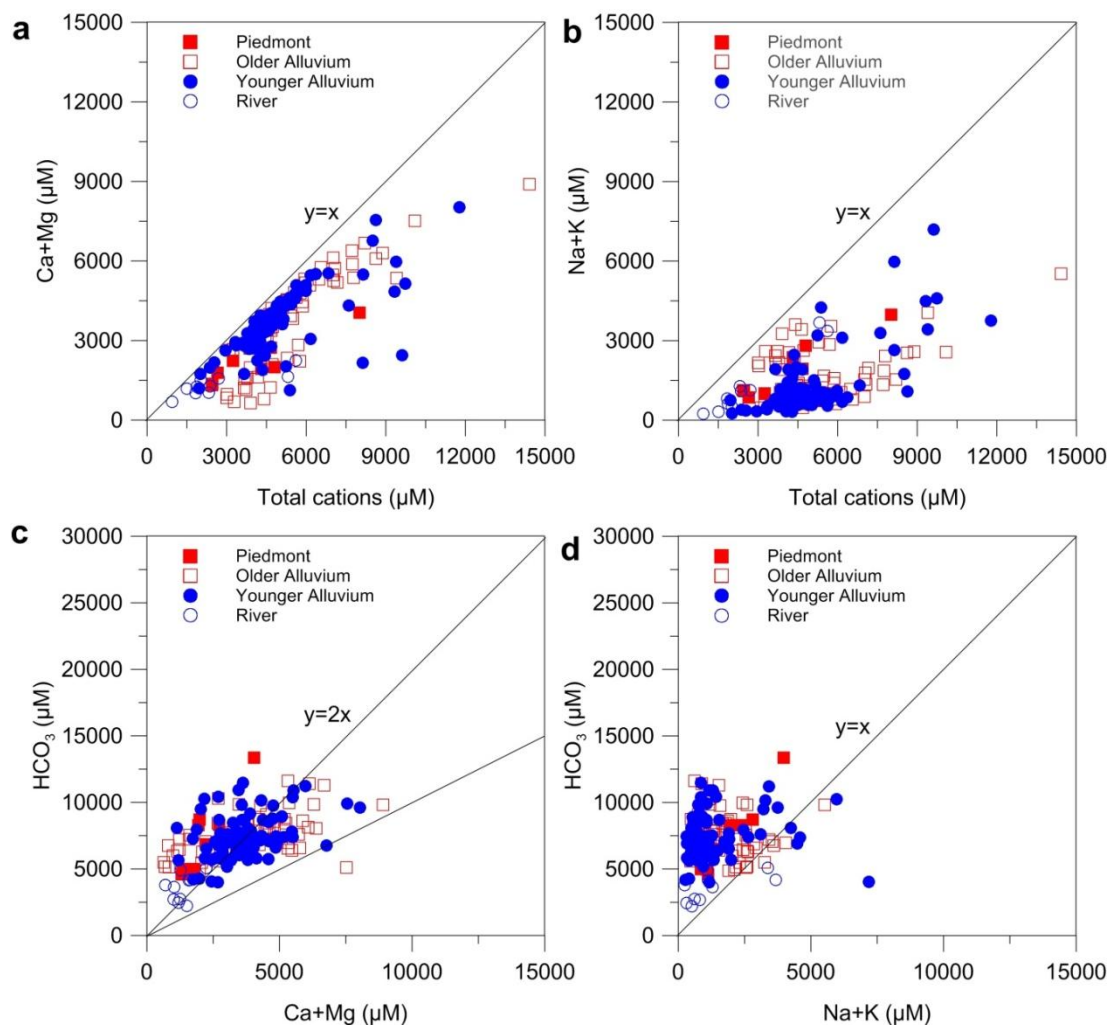 a
15000
12000
9000
6000
3000
0
Ca+Mg (µM)
Piedmont
Older Alluvium
Younger Alluvium
River
y=x
0 3000 6000 9000 12000 15000
Total cations (µM)
b
15000
12000
9000
6000
3000
0
Na+K (µM)
Piedmont
Older Alluvium
Younger Alluvium
River
y=x
0 3000 6000 9000 12000 15000
Total cations (µM)
c
30000
25000
20000
15000
10000
5000
0
HCO₃ (µM)
Piedmont
Older Alluvium
Younger Alluvium
River
y=2x
0 5000 10000 15000
Ca+Mg (µM)
d
30000
25000
20000
15000
10000
5000
0
HCO₃ (µM)
Piedmont
Older Alluvium
Younger Alluvium
River
y=x
0 5000 10000 15000
Na+K (µM)